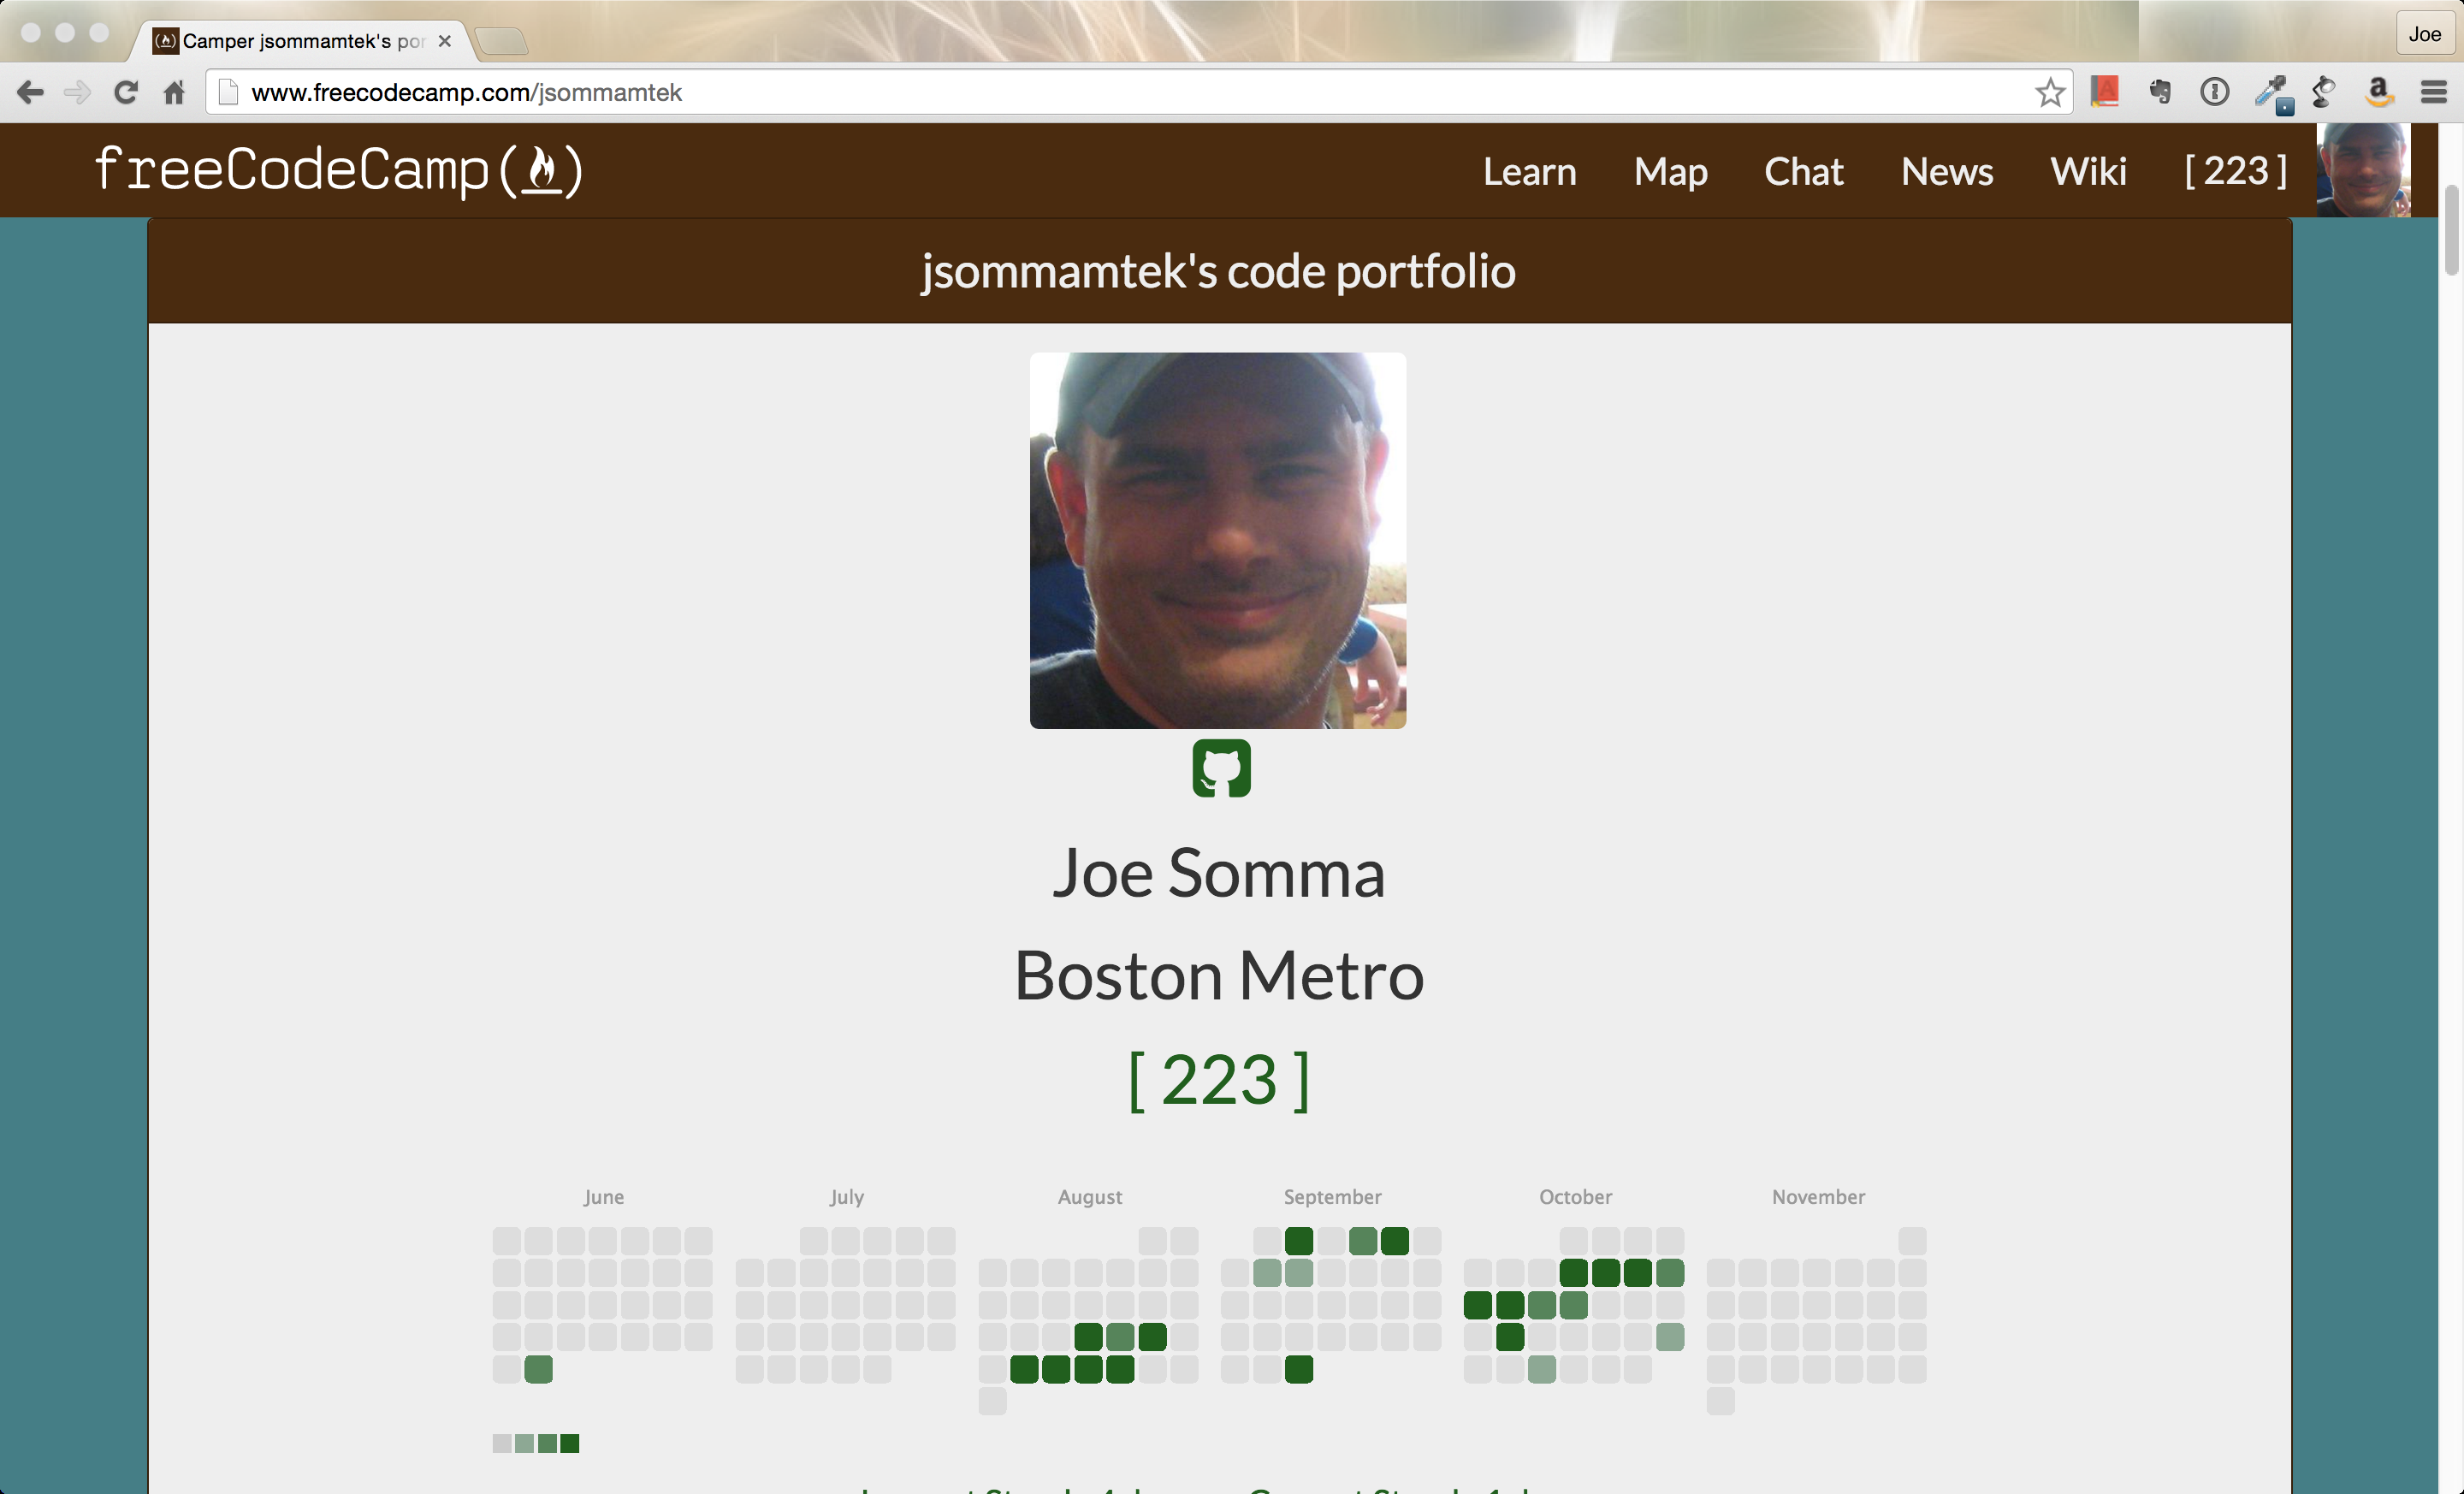 Camper jsommamtek's por
Joe
www.freecodecamp.com/jsommamtek
freeCodeCamp
Learn
Map
Chat
News
Wiki
[ 223 ]
jsommamtek's code portfolio
Joe Somma
Boston Metro
[ 223 ]
June
July
August
September
October
November